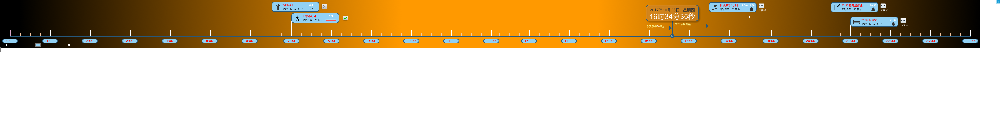 按时起床 6:30
定时任务 50 积分
上学不迟到 7:00
定时任务 20 积分
2017年10月26日 星期四
16时34分35秒
今天获得20积分
还有51分钟开始
钢琴练习1小时 17:30- 19:30
计时任务 50 积分
未完成
20:30前完成作业 20:30
定时任务 50 积分
未完成
21:00前睡觉 21:00
定时任务 50 积分
未完成
0:00 1:00 2:00 3:00 4:00 5:00 6:00 7:00 8:00 9:00 10:00 11:00 12:00 13:00 14:00 15:00 16:00 17:00 18:00 19:00 20:00 21:00 22:00 23:00 24:00